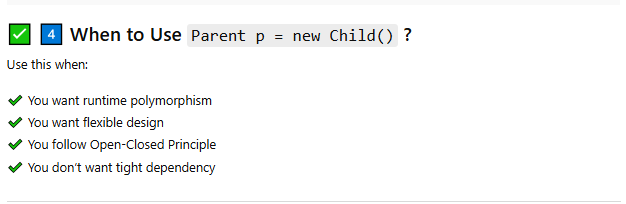 ✅ 4️⃣ When to Use Parent p = new Child() ?
Use this when:
✔ You want runtime polymorphism
✔ You want flexible design
✔ You follow Open-Closed Principle
✔ You don’t want tight dependency